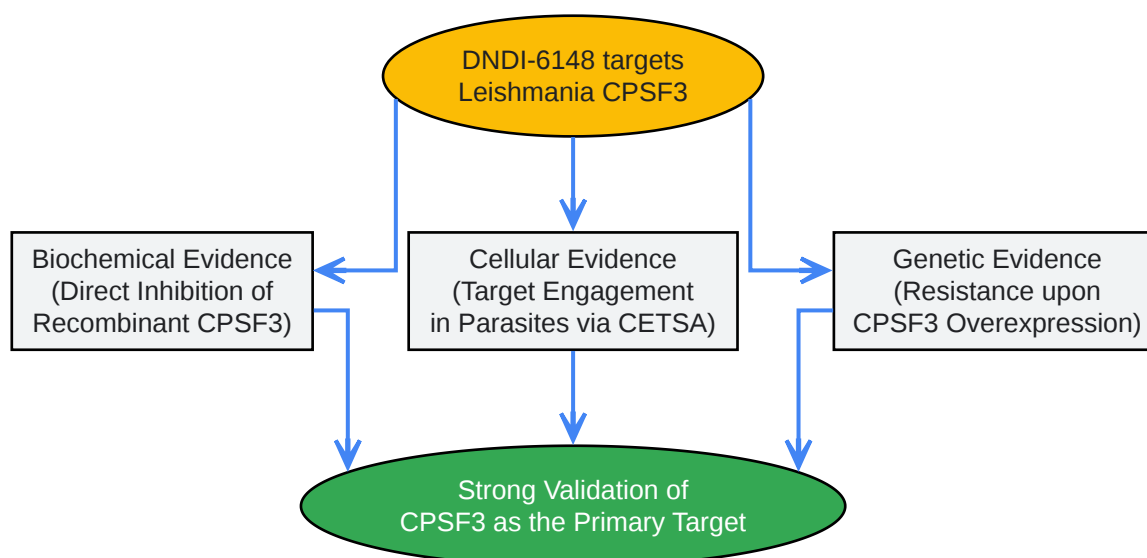 DNDI-6148 targets
Leishmania CPSF3
Biochemical Evidence
(Direct Inhibition of
Recombinant CPSF3)
Cellular Evidence
(Target Engagement
in Parasites via CETSA)
Genetic Evidence
(Resistance upon
CPSF3 Overexpression)
Strong Validation of
CPSF3 as the Primary Target